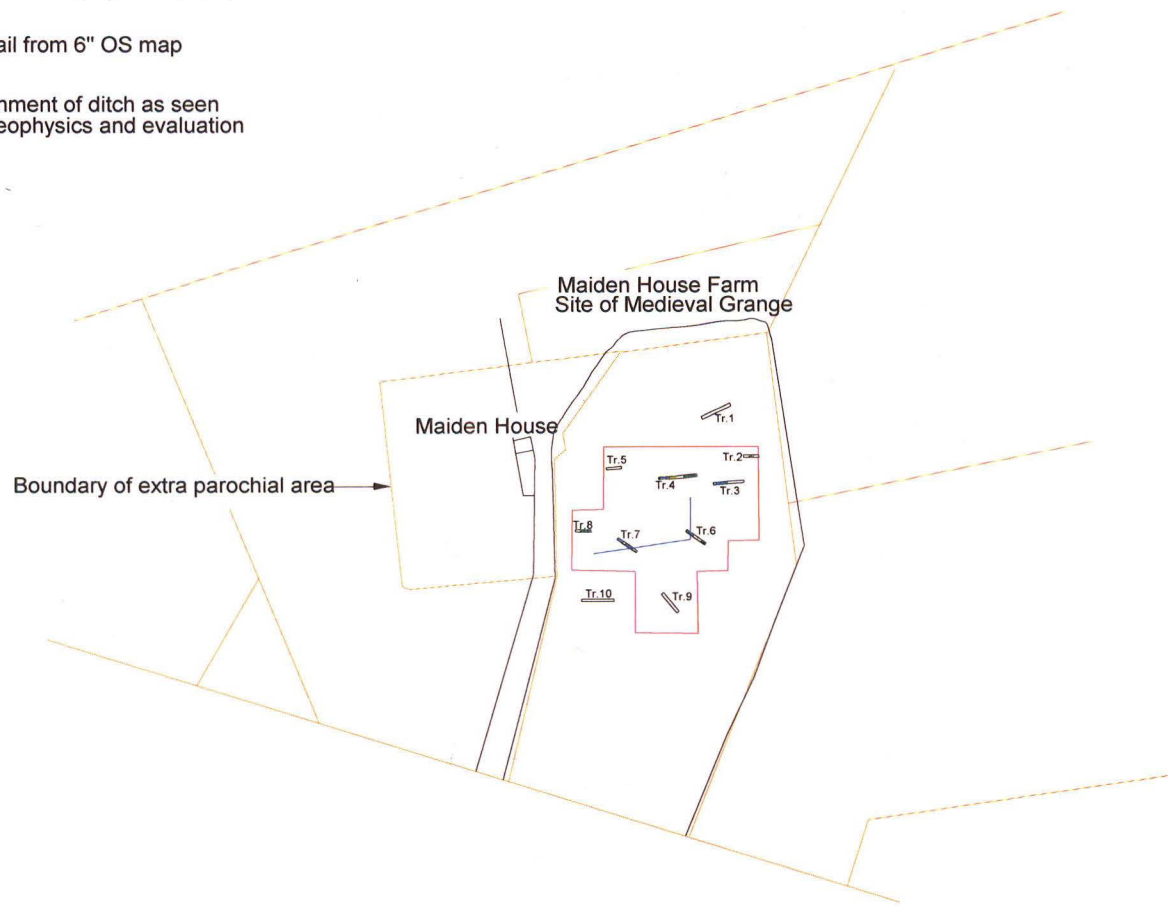 ail from 6" OS map
nment of ditch as seen
eophysics and evaluation
Maiden House Farm
Site of Medieval Grange
Tr.1
Maiden House
Tr.5
Tr.2
Tr.4
Tr.3
Boundary of extra parochial area
Tr.8
Tr.7
Tr.6
Tr.10
Tr.9